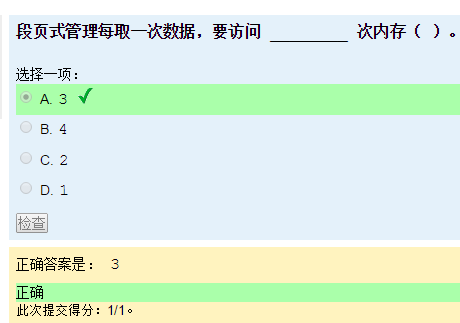 段页式管理每取一次数据，要访问 ________ 次内存（ ）。
选择一项：
A. 3
B. 4
C. 2
D. 1
检查
正确答案是： 3
正确
此次提交得分：1/1。